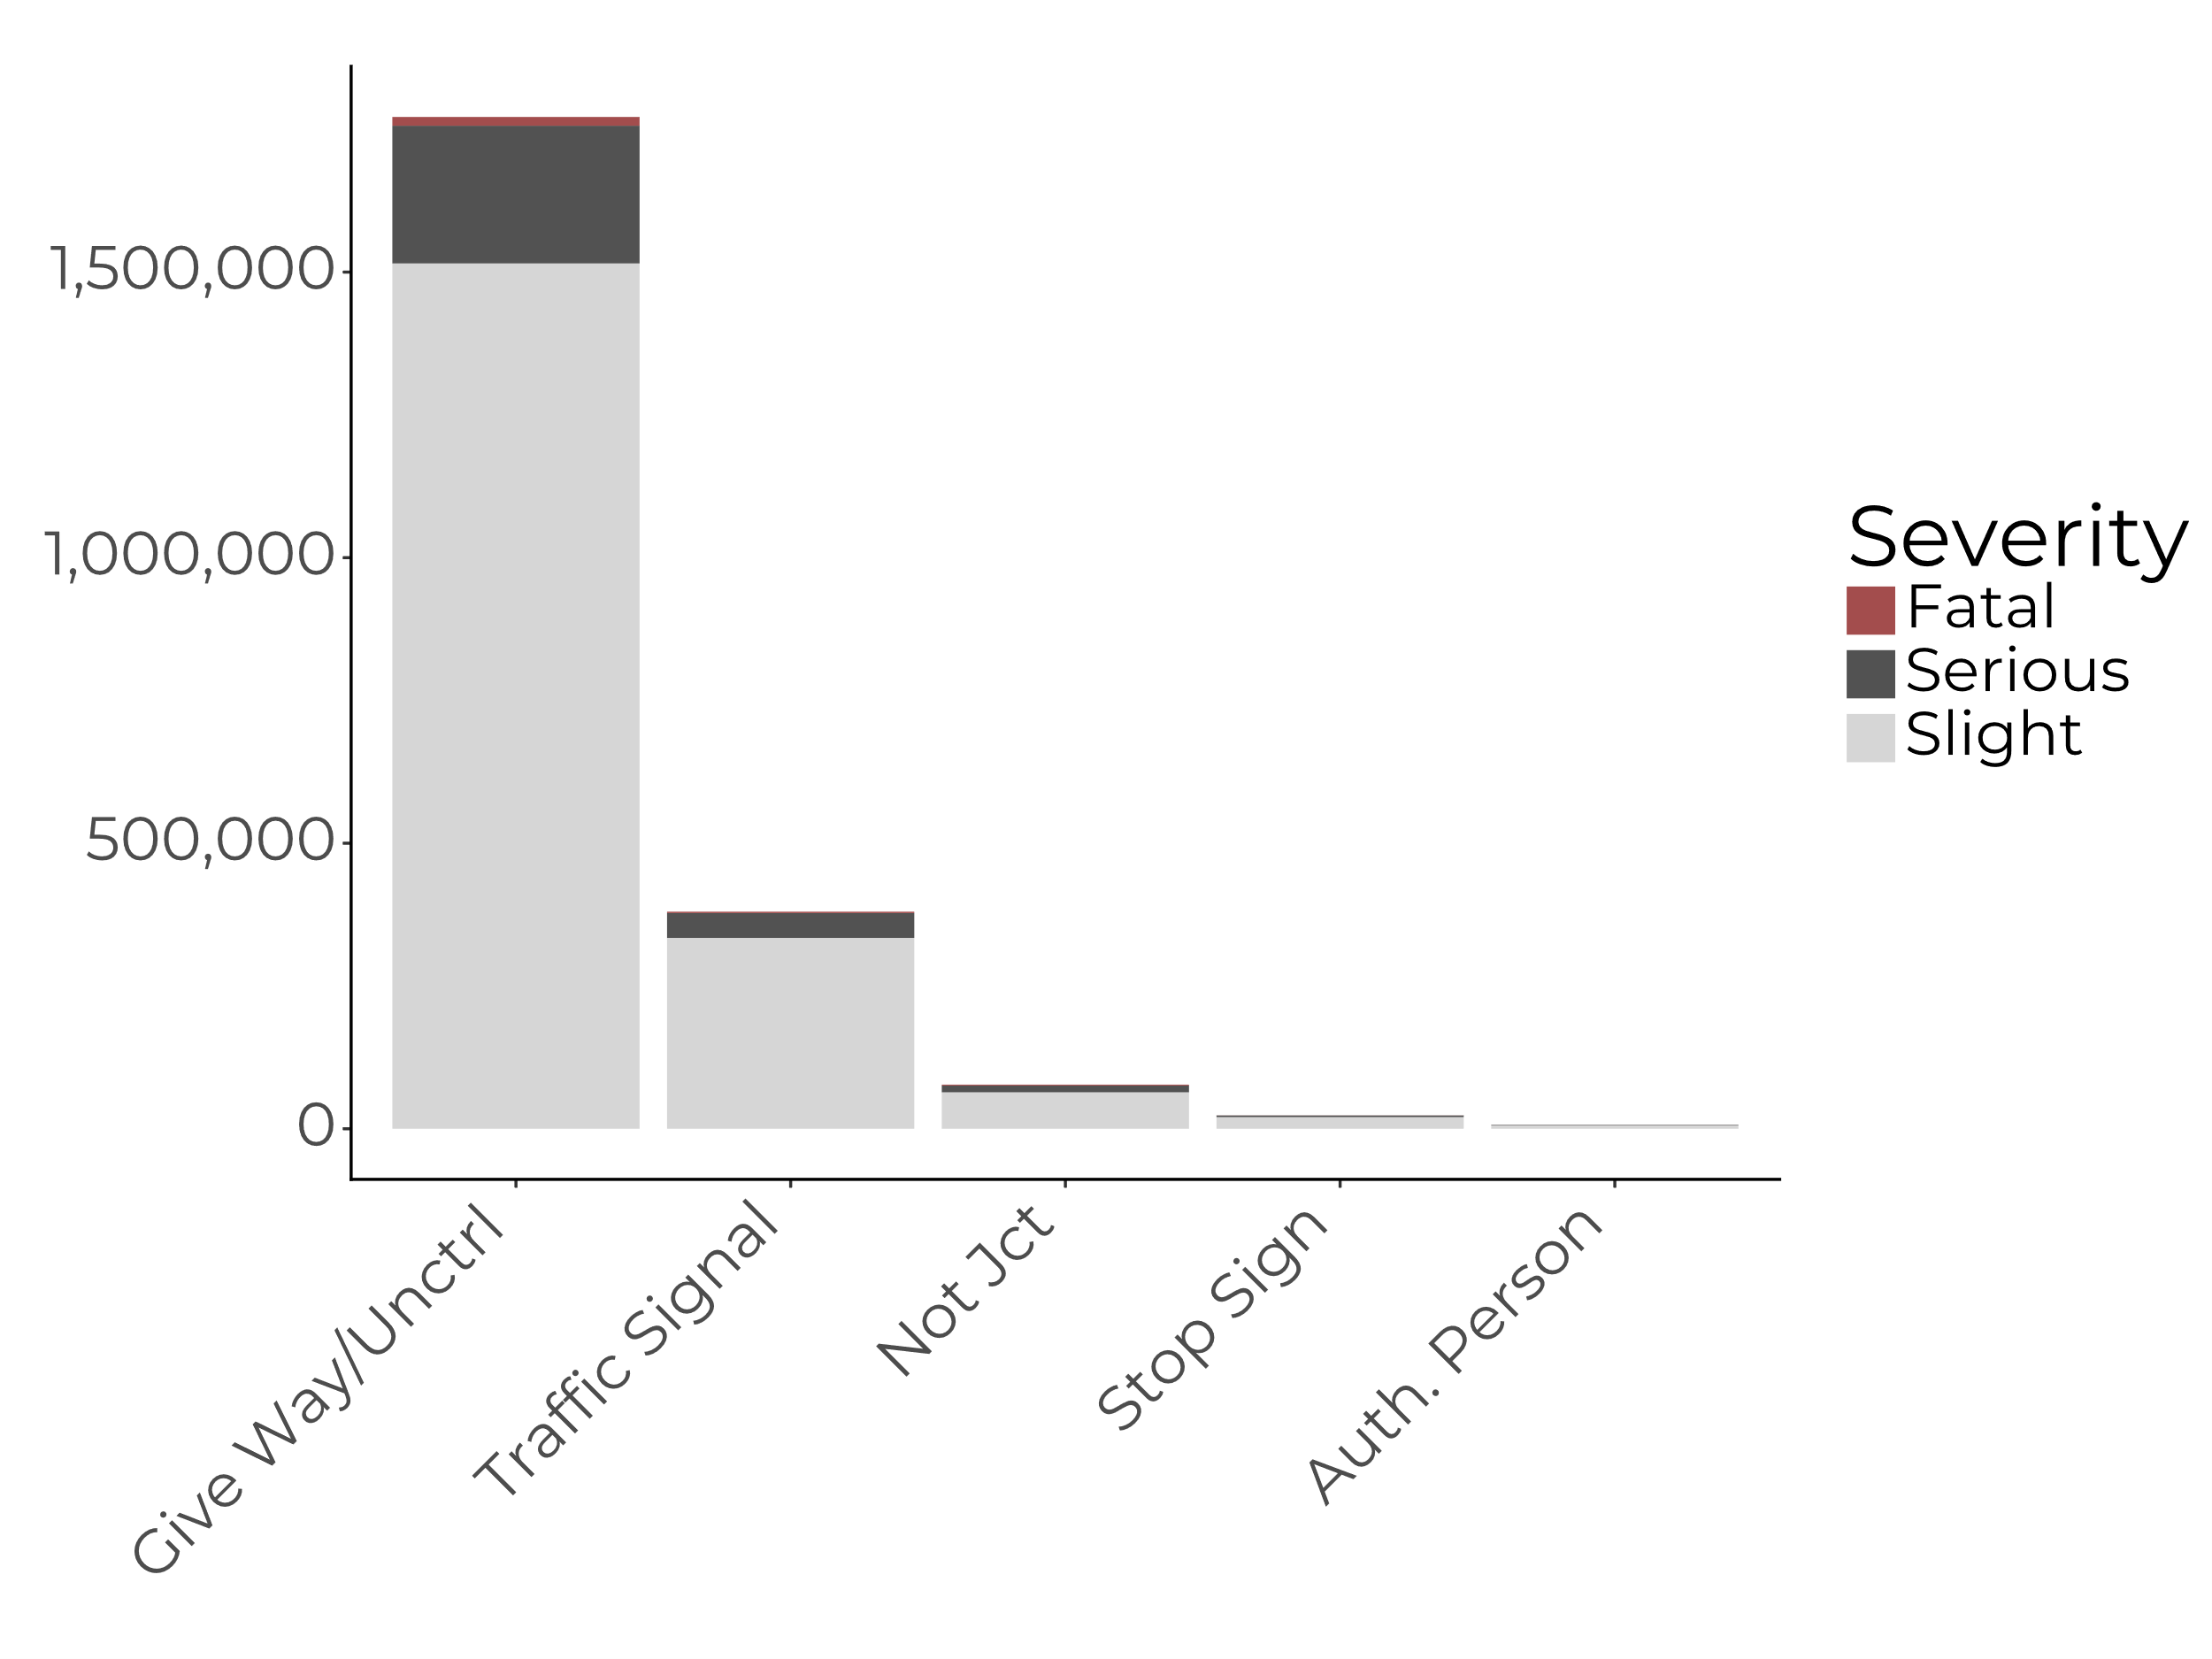 1,500,000
1,000,000
500,000
0
Give Way/Unctrl
Traffic Signal
Not Jct
Stop Sign
Auth. Person
Severity
Fatal
Serious
Slight